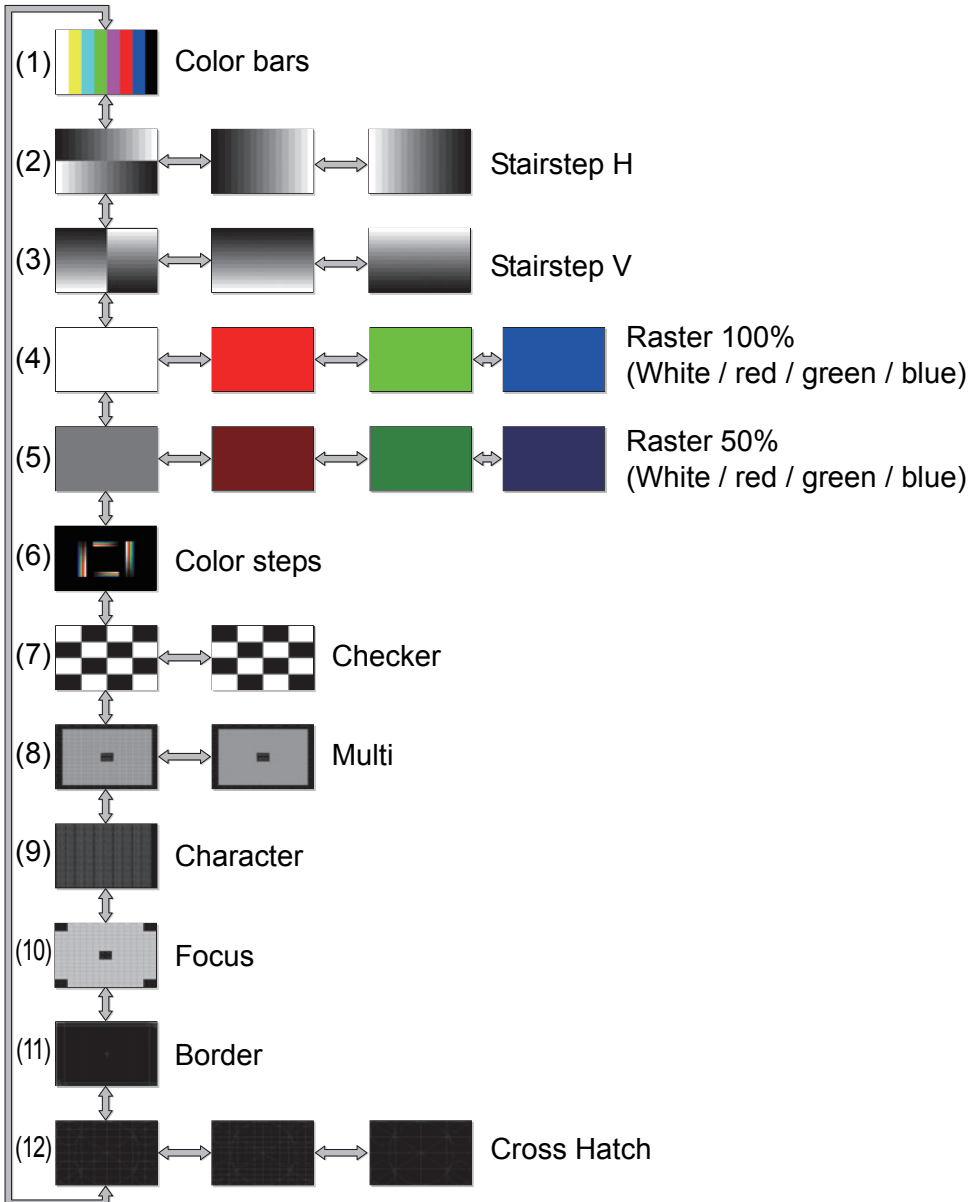 (1) Color bars
(2) Stairstep H
(3) Stairstep V
(4) Raster 100%
(White / red / green / blue)
(5) Raster 50%
(White / red / green / blue)
(6) Color steps
(7) Checker
(8) Multi
(9) Character
(10) Focus
(11) Border
(12) Cross Hatch